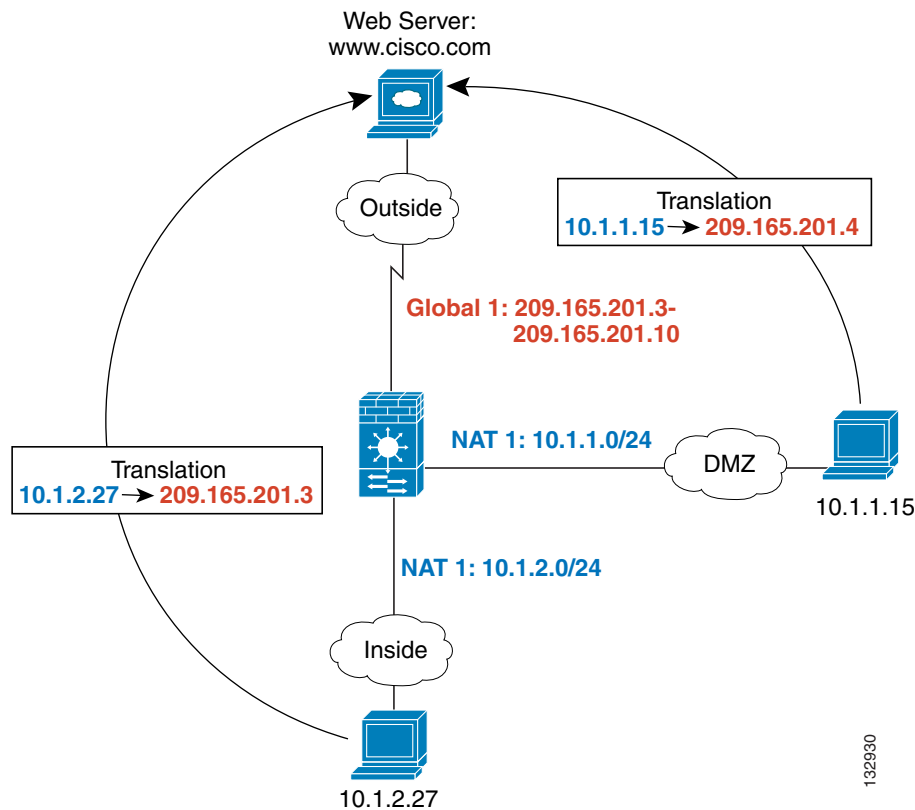 Web Server:
www.cisco.com
Outside
Translation
10.1.1.15 209.165.201.4
Global 1: 209.165.201.3-
209.165.201.10
NAT 1: 10.1.1.0/24
DMZ
10.1.1.15
Translation
10.1.2.27 209.165.201.3
NAT 1: 10.1.2.0/24
Inside
10.1.2.27
132930